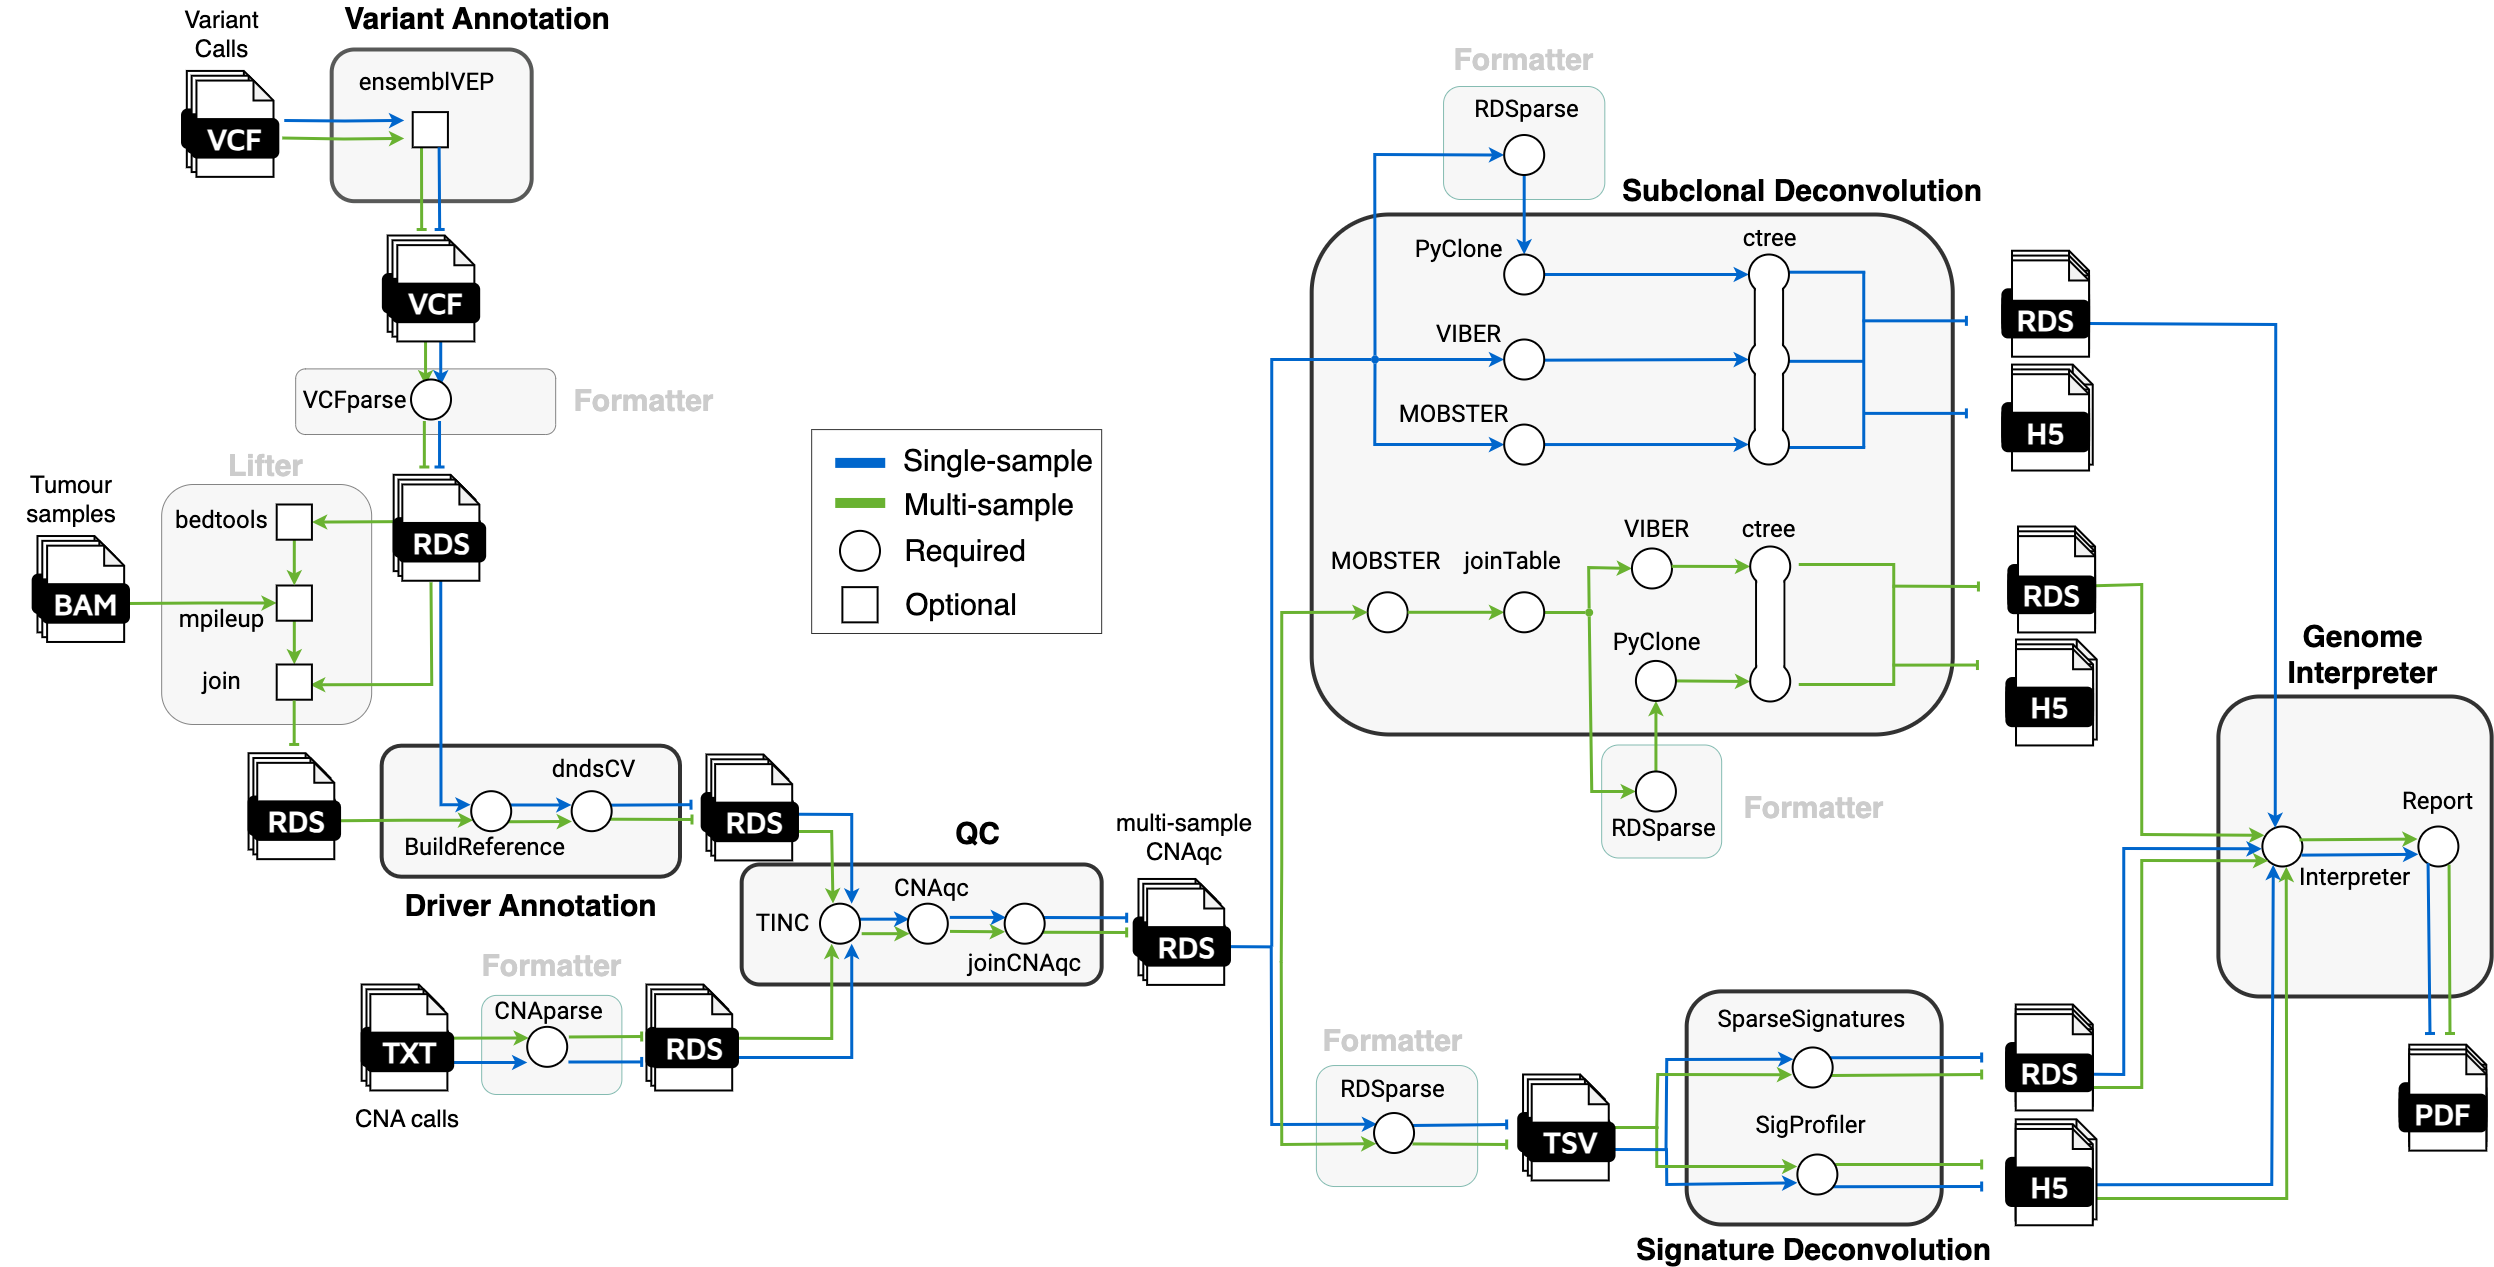 Variant
Calls
VCF
Variant Annotation
ensemblVEP
VCF
VCFparse
Formatter
Lifter
Tumour
samples
BAM
bedtools
mpileup
join
RDS
RDS
BuildReference
dndsCV
Driver Annotation
RDS
Formatter
TXT
CNA calls
CNAparse
RDS
QC
TINC
CNAqc
joinCNAqc
multi-sample
CNAqc
RDS
Single-sample
Multi-sample
Required
Optional
Formatter
RDSparse
Subclonal Deconvolution
PyClone
ctree
VIBER
MOBSTER
RDS
H5
MOBSTER
joinTable
VIBER
ctree
PyClone
RDSparse
Formatter
RDS
H5
Formatter
RDSparse
TSV
SparseSignatures
SigProfiler
Signature Deconvolution
RDS
H5
Genome
Interpreter
Report
Interpreter
PDF